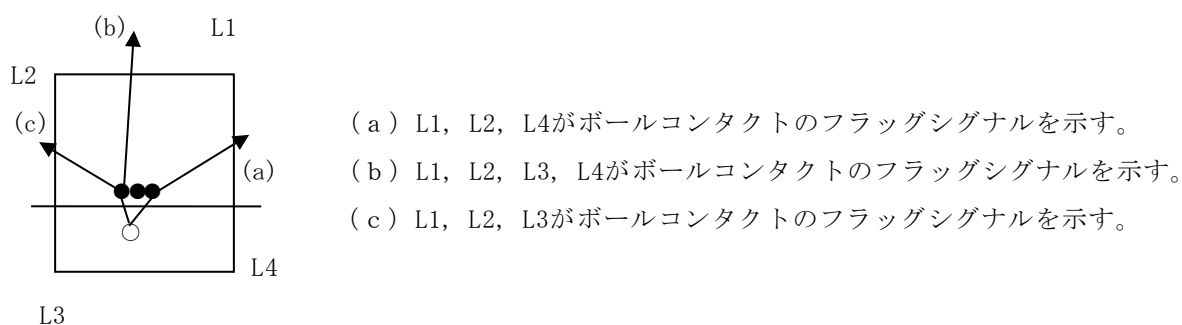 (b)
L1
L2
(c)
(a)
L4
L3
(a) L1, L2, L4がボールコンタクトのフラッグシグナルを示す。
(b) L1, L2, L3, L4がボールコンタクトのフラッグシグナルを示す。
(c) L1, L2, L3がボールコンタクトのフラッグシグナルを示す。